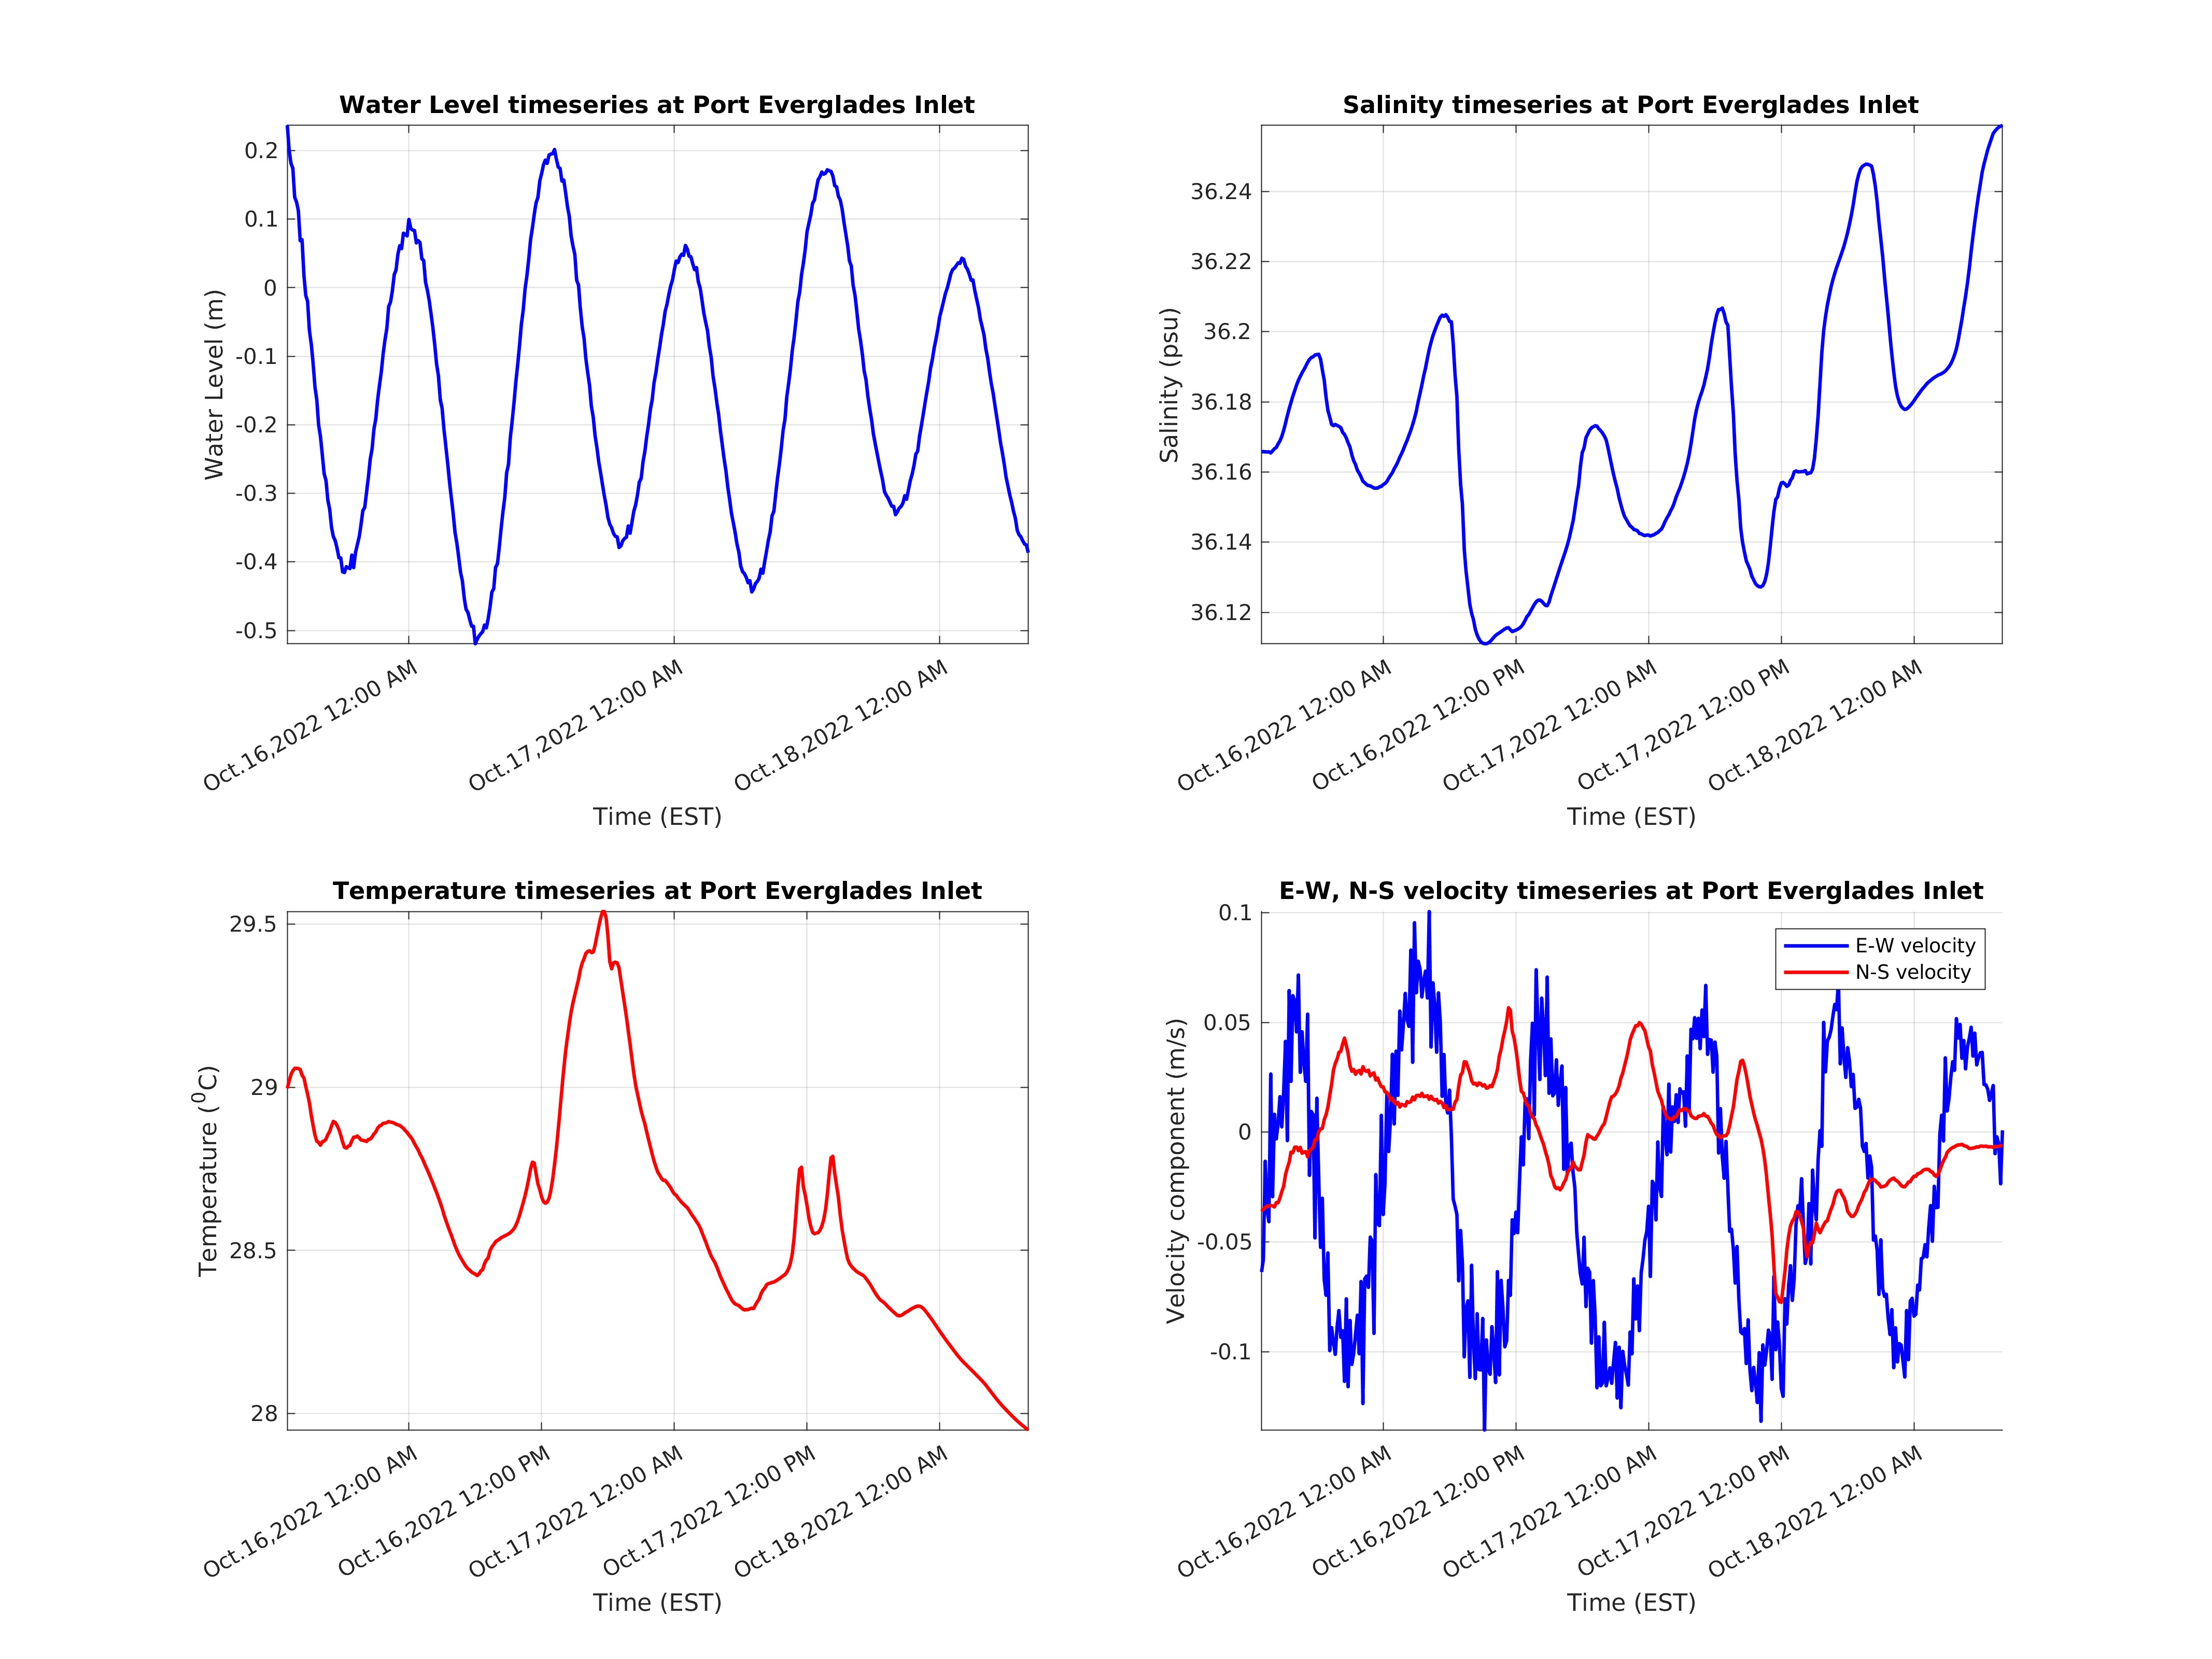 Water Level timeseries at Port Everglades Inlet
0.2
0.1
0
-0.1
-0.2
-0.3
-0.4
-0.5
Water Level (m)
Oct.16,2022 12:00 AM
Oct.17,2022 12:00 AM
Oct.18,2022 12:00 AM
Time (EST)
Salinity timeseries at Port Everglades Inlet
36.24
36.22
36.2
36.18
36.16
36.14
36.12
Salinity (psu)
Oct.16,2022 12:00 AM
Oct.16,2022 12:00 PM
Oct.17,2022 12:00 AM
Oct.17,2022 12:00 PM
Oct.18,2022 12:00 AM
Time (EST)
Temperature timeseries at Port Everglades Inlet
29.5
29
28.5
28
Temperature (⁰C)
Oct.16,2022 12:00 AM
Oct.16,2022 12:00 PM
Oct.17,2022 12:00 AM
Oct.17,2022 12:00 PM
Oct.18,2022 12:00 AM
Time (EST)
E-W, N-S velocity timeseries at Port Everglades Inlet
0.1
0.05
0
-0.05
-0.1
Velocity component (m/s)
E-W velocity
N-S velocity
Oct.16,2022 12:00 AM
Oct.16,2022 12:00 PM
Oct.17,2022 12:00 AM
Oct.17,2022 12:00 PM
Oct.18,2022 12:00 AM
Time (EST)